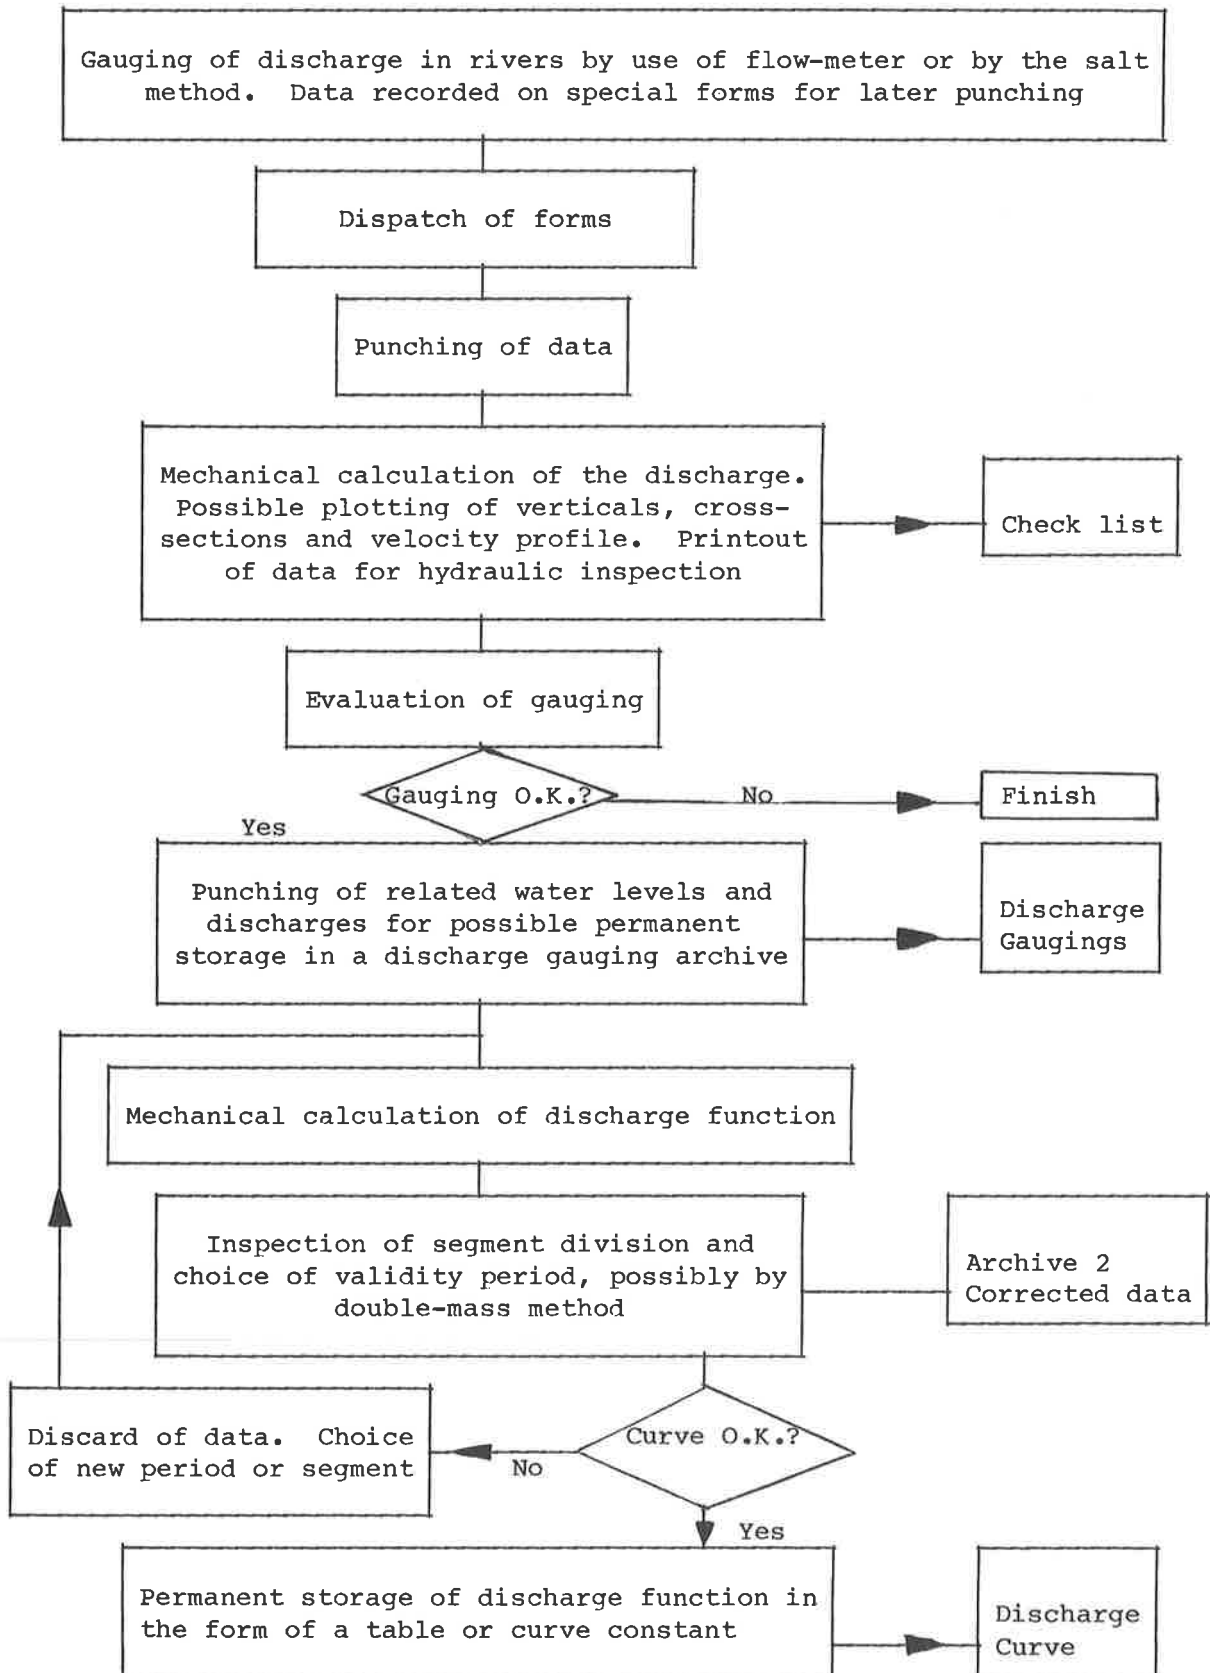 Gauging of discharge in rivers by use of flow-meter or by the salt
method. Data recorded on special forms for later punching
Dispatch of forms
Punching of data
Mechanical calculation of the discharge.
Possible plotting of verticals, cross-
sections and velocity profile. Printout
of data for hydraulic inspection
Check list
Evaluation of gauging
Gauging O.K.?
No
Finish
Yes
Punching of related water levels and
discharges for possible permanent
storage in a discharge gauging archive
Discharge
Gaugings
Mechanical calculation of discharge function
Inspection of segment division and
choice of validity period, possibly by
double-mass method
Archive 2
Corrected data
Curve O.K.?
No
Discard of data. Choice
of new period or segment
Yes
Permanent storage of discharge function in
the form of a table or curve constant
Discharge
Curve